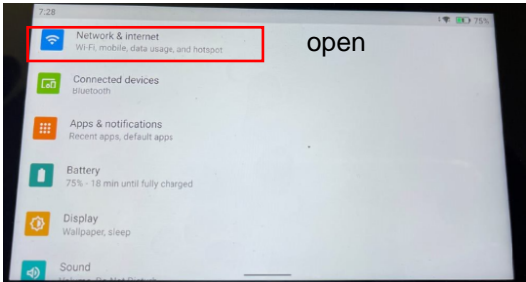 7:28
75%
Network & internet
Wi-Fi, mobile, data usage, and hotspot
open
Connected devices
Bluetooth
Apps & notifications
Recent apps, default apps
Battery
75% - 18 min until fully charged
Display
Wallpaper, sleep
Sound